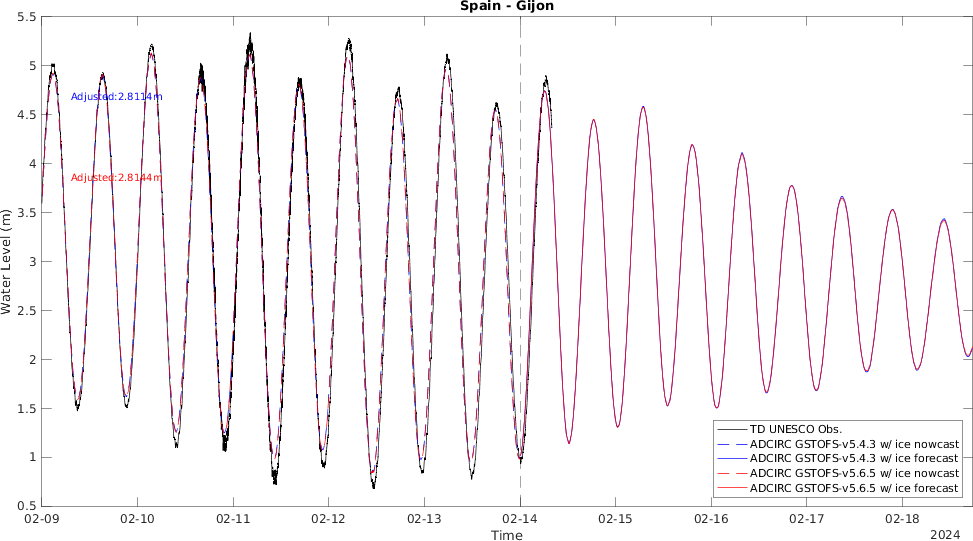 Spain - Gijon
5.5
5
4.5
4
3.5
3
2.5
2
1.5
1
0.5
Water Level (m)
Adjusted:2.8114m
Adjusted:2.8144m
TD UNESCO Obs.
ADCIRC GSTOFS-v5.4.3 w/ ice nowcast
ADCIRC GSTOFS-v5.4.3 w/ ice forecast
ADCIRC GSTOFS-v5.6.5 w/ ice nowcast
ADCIRC GSTOFS-v5.6.5 w/ ice forecast
02-09 02-10 02-11 02-12 02-13 02-14 02-15 02-16 02-17 02-18
Time
2024